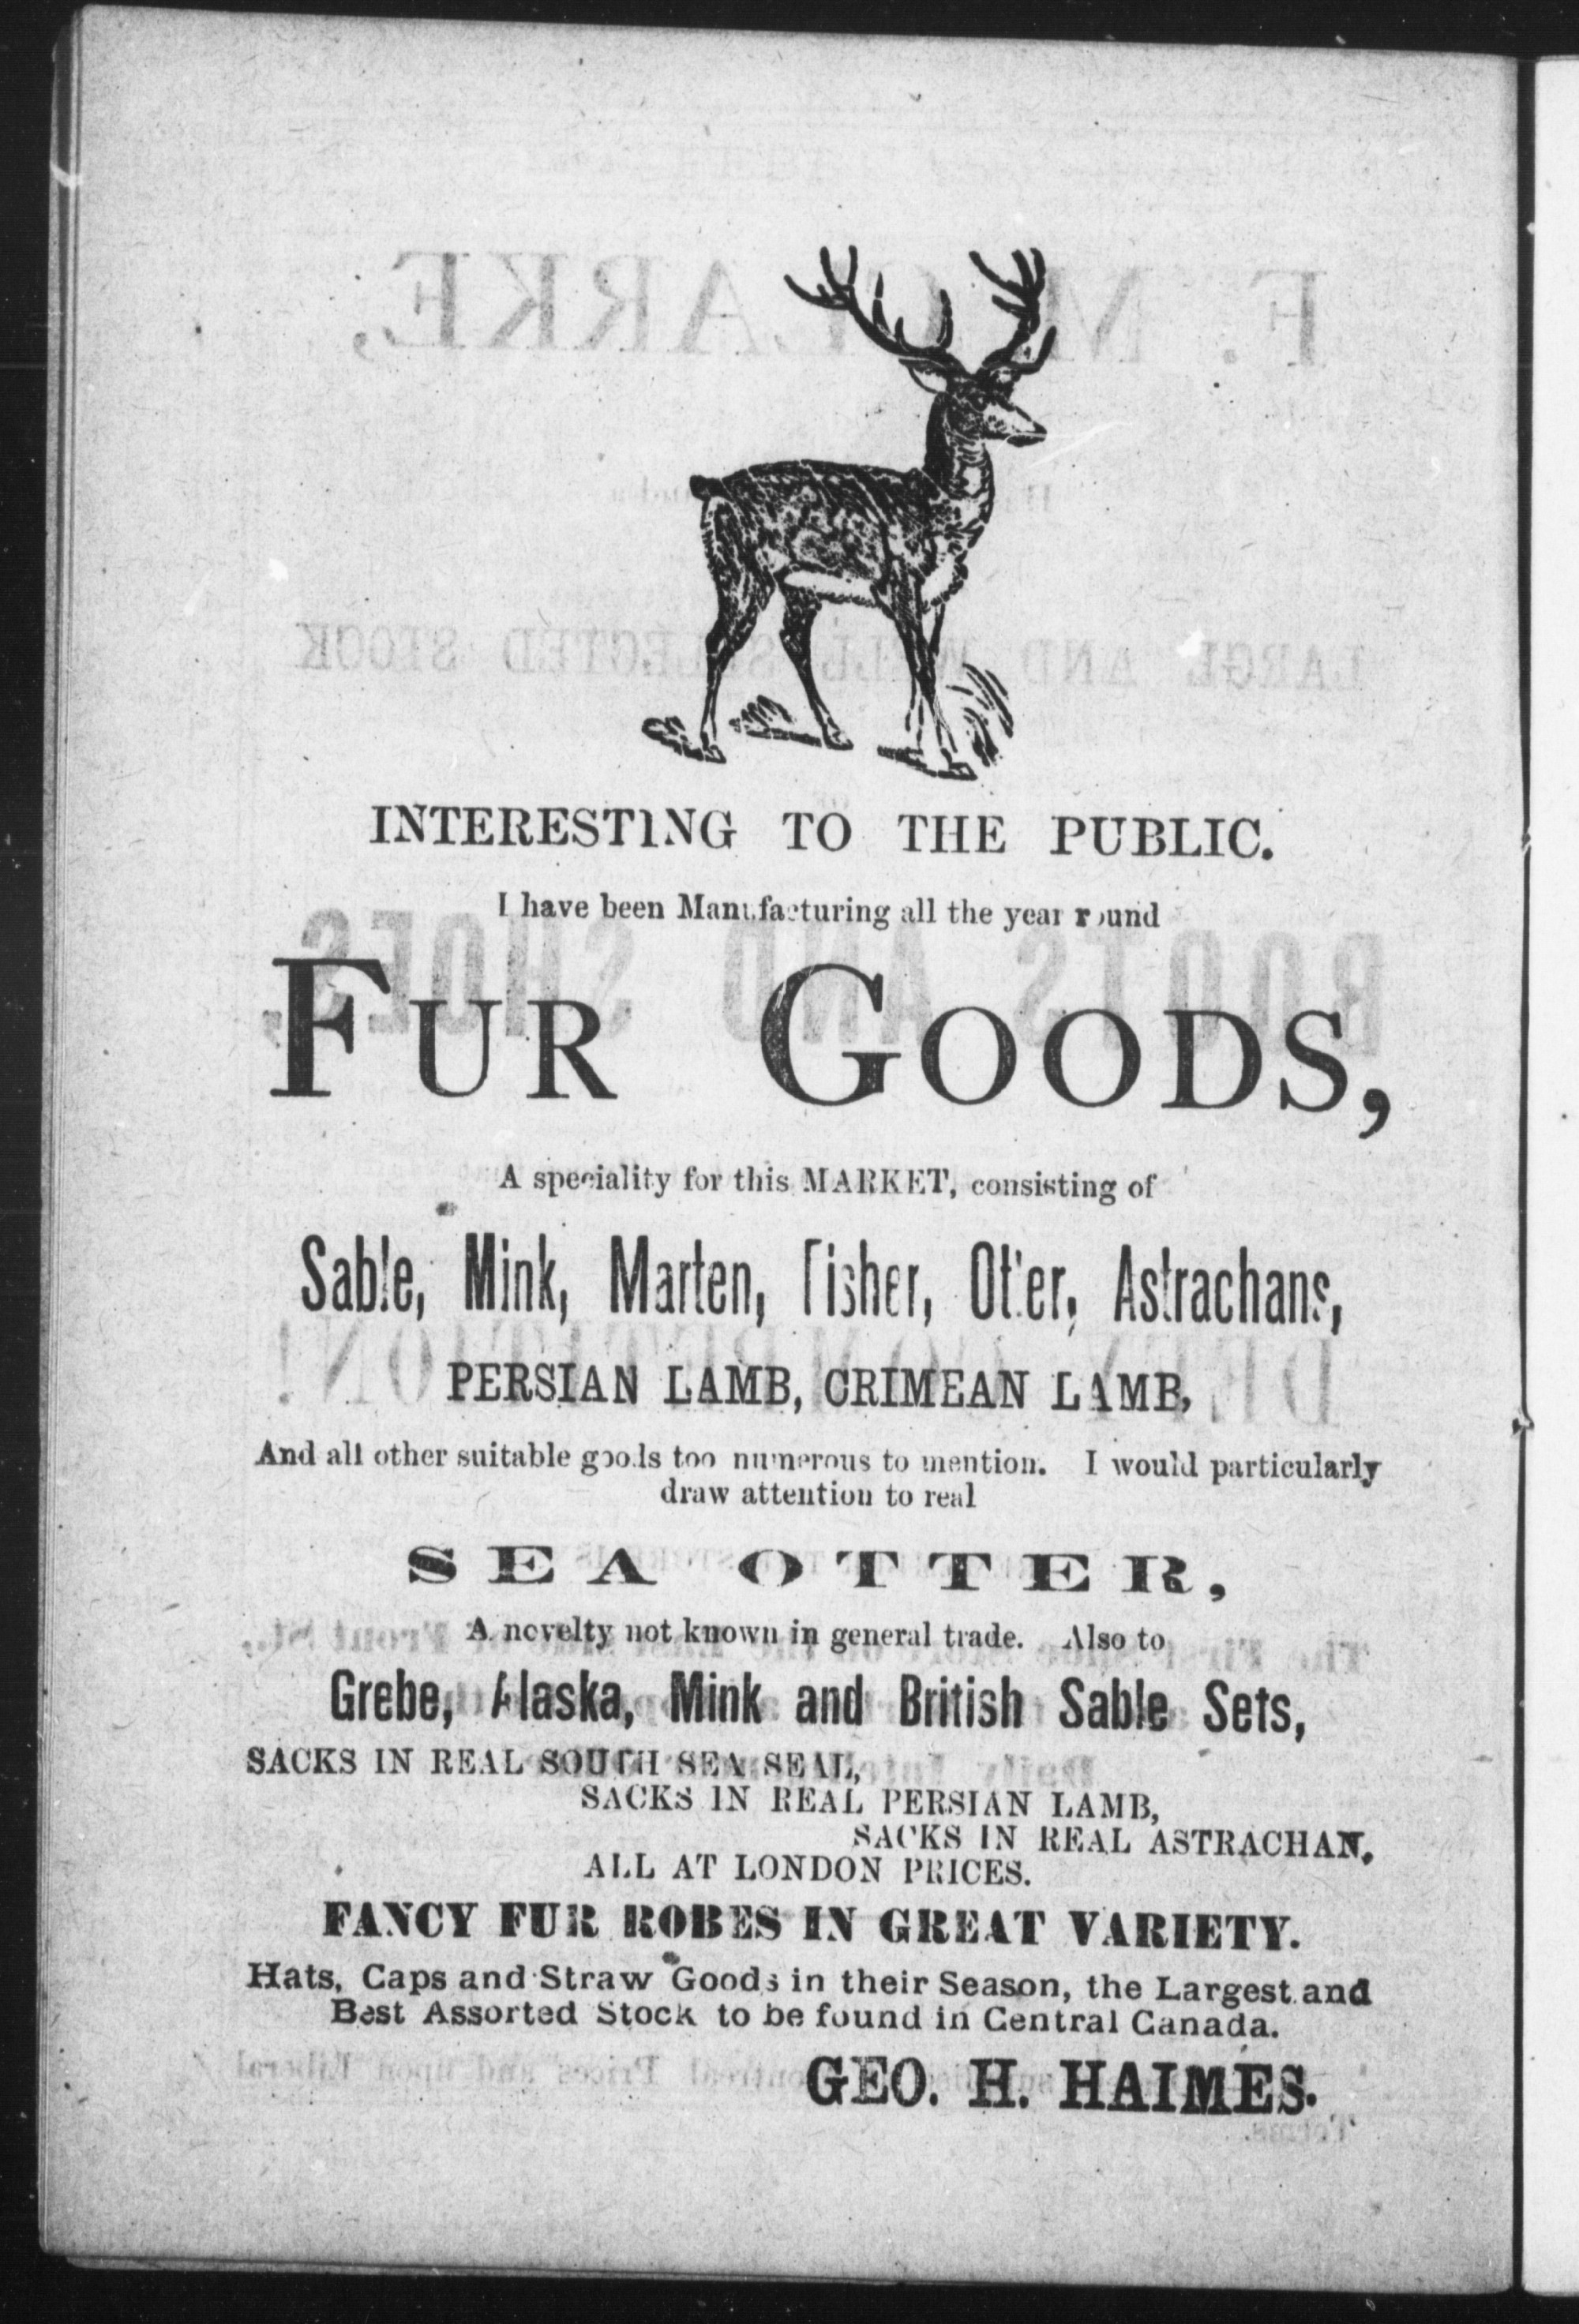 INTERESTING TO THE PUBLIC.
I have been Manufacturing all the year round
FUR GOODS,
A speciality for this MARKET, consisting of
Sable, Mink, Marten, Fisher, Otter, Astrachans,
PERSIAN LAMB, CRIMEAN LAMB,
And all other suitable goods too numerous to mention. I would particularly
draw attention to real
SEA OTTER,
A novelty not known in general trade. Also to
Grebe, Alaska, Mink and British Sable Sets,
SACKS IN REAL SOUTH SEA SEAL,
SACKS IN REAL PERSIAN LAMB,
SACKS IN REAL ASTRACHAN,
ALL AT LONDON PRICES.
FANCY FUR ROBES IN GREAT VARIETY.
Hats, Caps and Straw Goods in their Season, the Largest and
Best Assorted Stock to be found in Central Canada.
GEO. H. HAIMES.